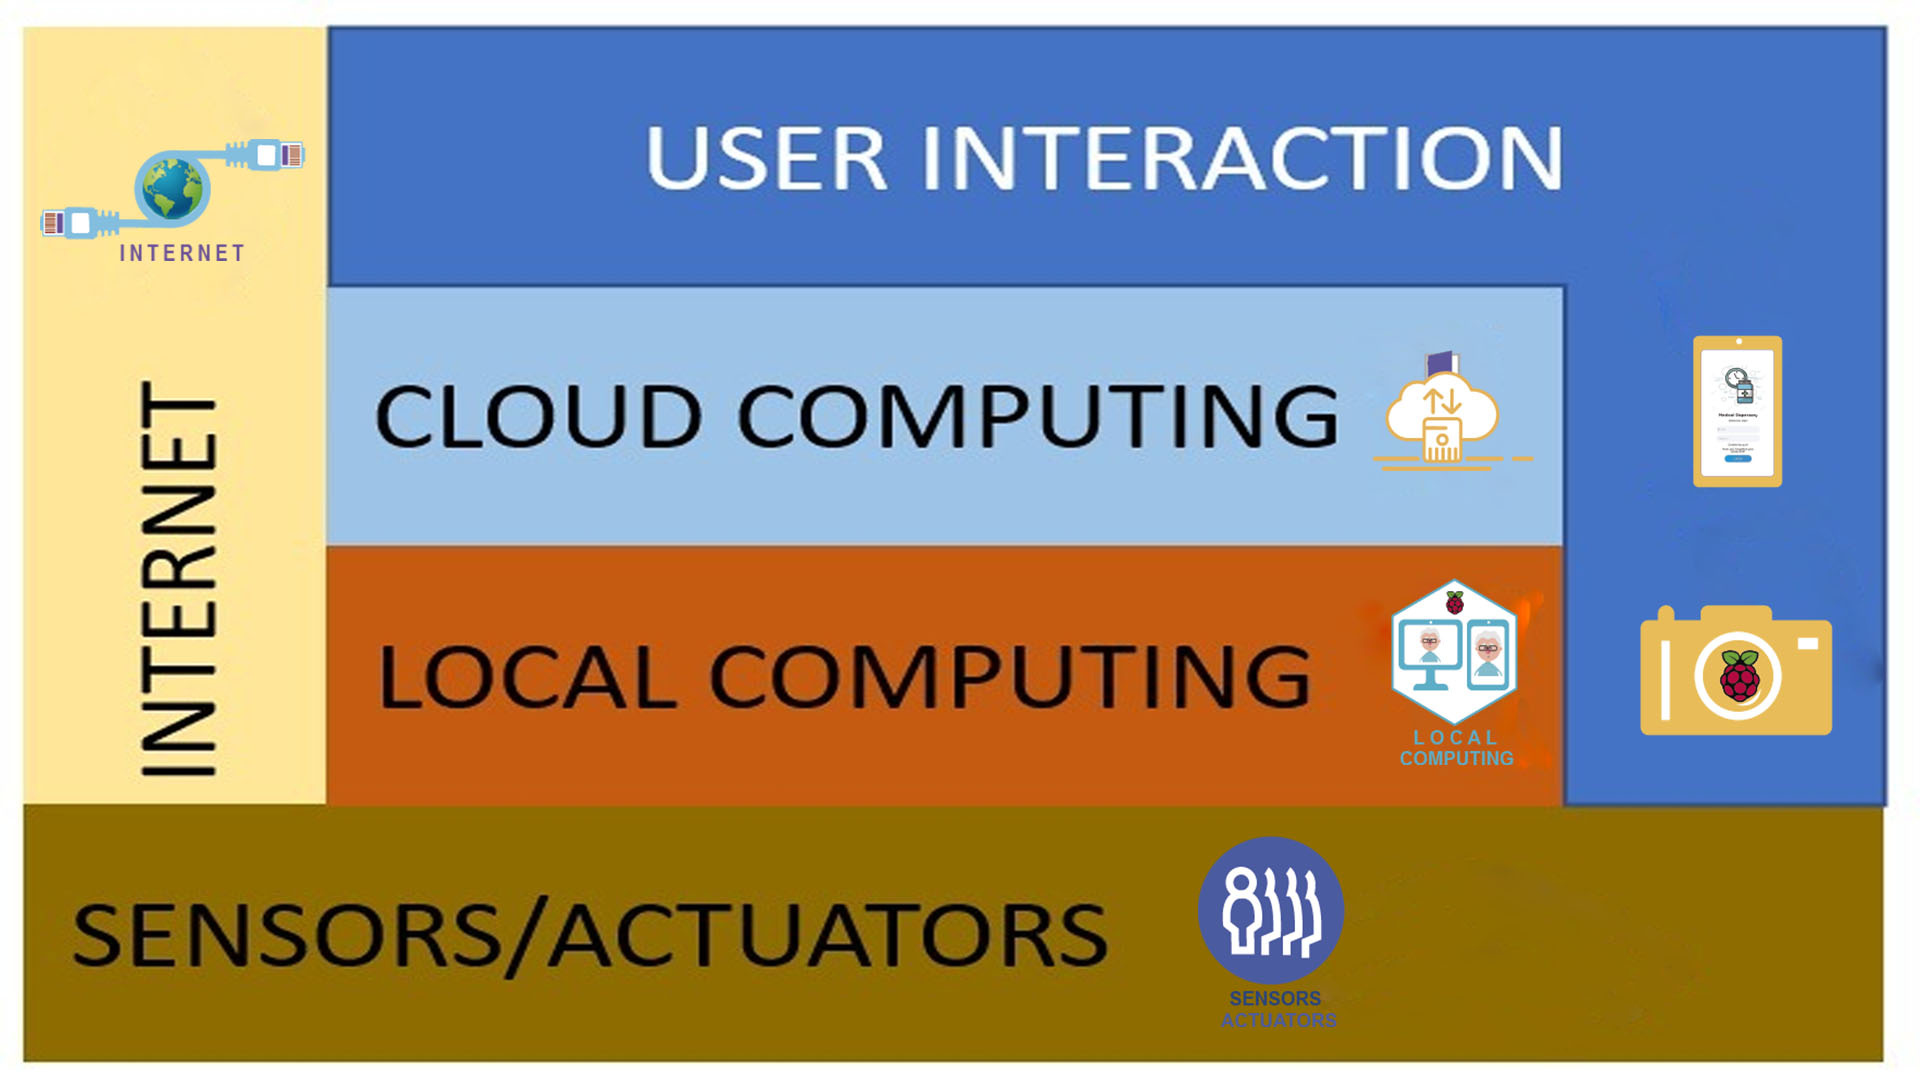 USER INTERACTION
INTERNET
INTERNET
CLOUD COMPUTING
Medical Dispensary
LOCAL COMPUTING
LOCAL
COMPUTING
SENSORS/ACTUATORS
SENSORS
ACTUATORS